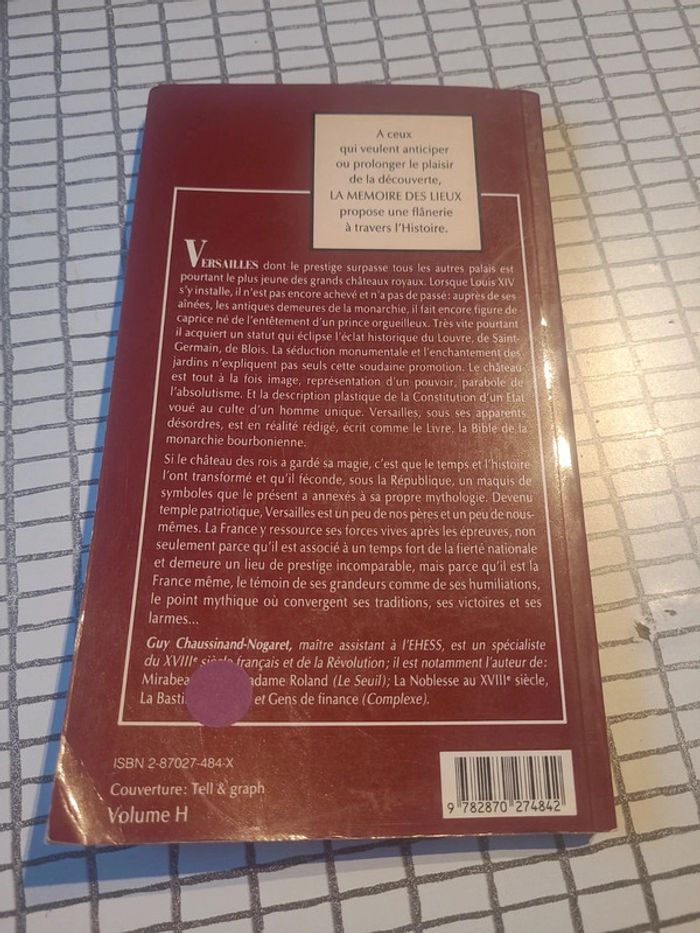 A ceux
qui veulent anticiper
ou prolonger le plaisir
de la découverte,
LA MEMOIRE DES LIEUX
propose une flânerie
à travers l'Histoire.
VERSAILLES dont le prestige surpasse tous les autres palais est
pourtant le plus jeune des grands châteaux royaux. Lorsque Louis XIV
s'y installe, il n'est pas encore achevé et n'a pas de passé: auprès de ses
aînées, les antiques demeures de la monarchie, il fait encore figure de
caprice né de l'entêtement d'un prince orgueilleux. Très vite pourtant
il acquiert un statut qui éclipse l'éclat historique du Louvre, de Saint-
Germain, de Blois. La séduction monumentale et l'enchantement des
jardins n'expliquent pas seuls cette soudaine promotion. Le château
est tout à la fois image, représentation d'un pouvoir, parabole de
l'absolutisme. Et la description plastique de la Constitution d'un Etat
voué au culte d'un homme unique. Versailles, sous ses apparents
désordres, est en réalité rédigé, écrit comme le Livre, la Bible de la
monarchie bourbonienne.
Si le château des rois a gardé sa magie, c'est que le temps et l'histoire
l'ont transformé et qu'il féconde, sous la République, un maquis de
symboles que le présent a annexés à sa propre mythologie. Devenu
temple patriotique, Versailles est un peu de nos pères et un peu de nous-
mêmes. La France y ressource ses forces vives après les épreuves, non
seulement parce qu'il est associé à un temps fort de la fierté nationale
et demeure un lieu de prestige incomparable, mais parce qu'il est la
France même, le témoin de ses grandeurs comme de ses humiliations,
le point mythique où convergent ses traditions, ses victoires et ses
larmes...
Guy Chaussinand-Nogaret, maître assistant à l'EHESS, est un spécialiste
du XVIIIe siècle français et de la Révolution; il est notamment l'auteur de:
Roland (Le Seuil); La Noblesse au XVIIIe siècle,
La et Gens de finance (Complexe).
ISBN 2-87027-484-X
Couverture: Tell & graph
Volume H
9 782870 274842